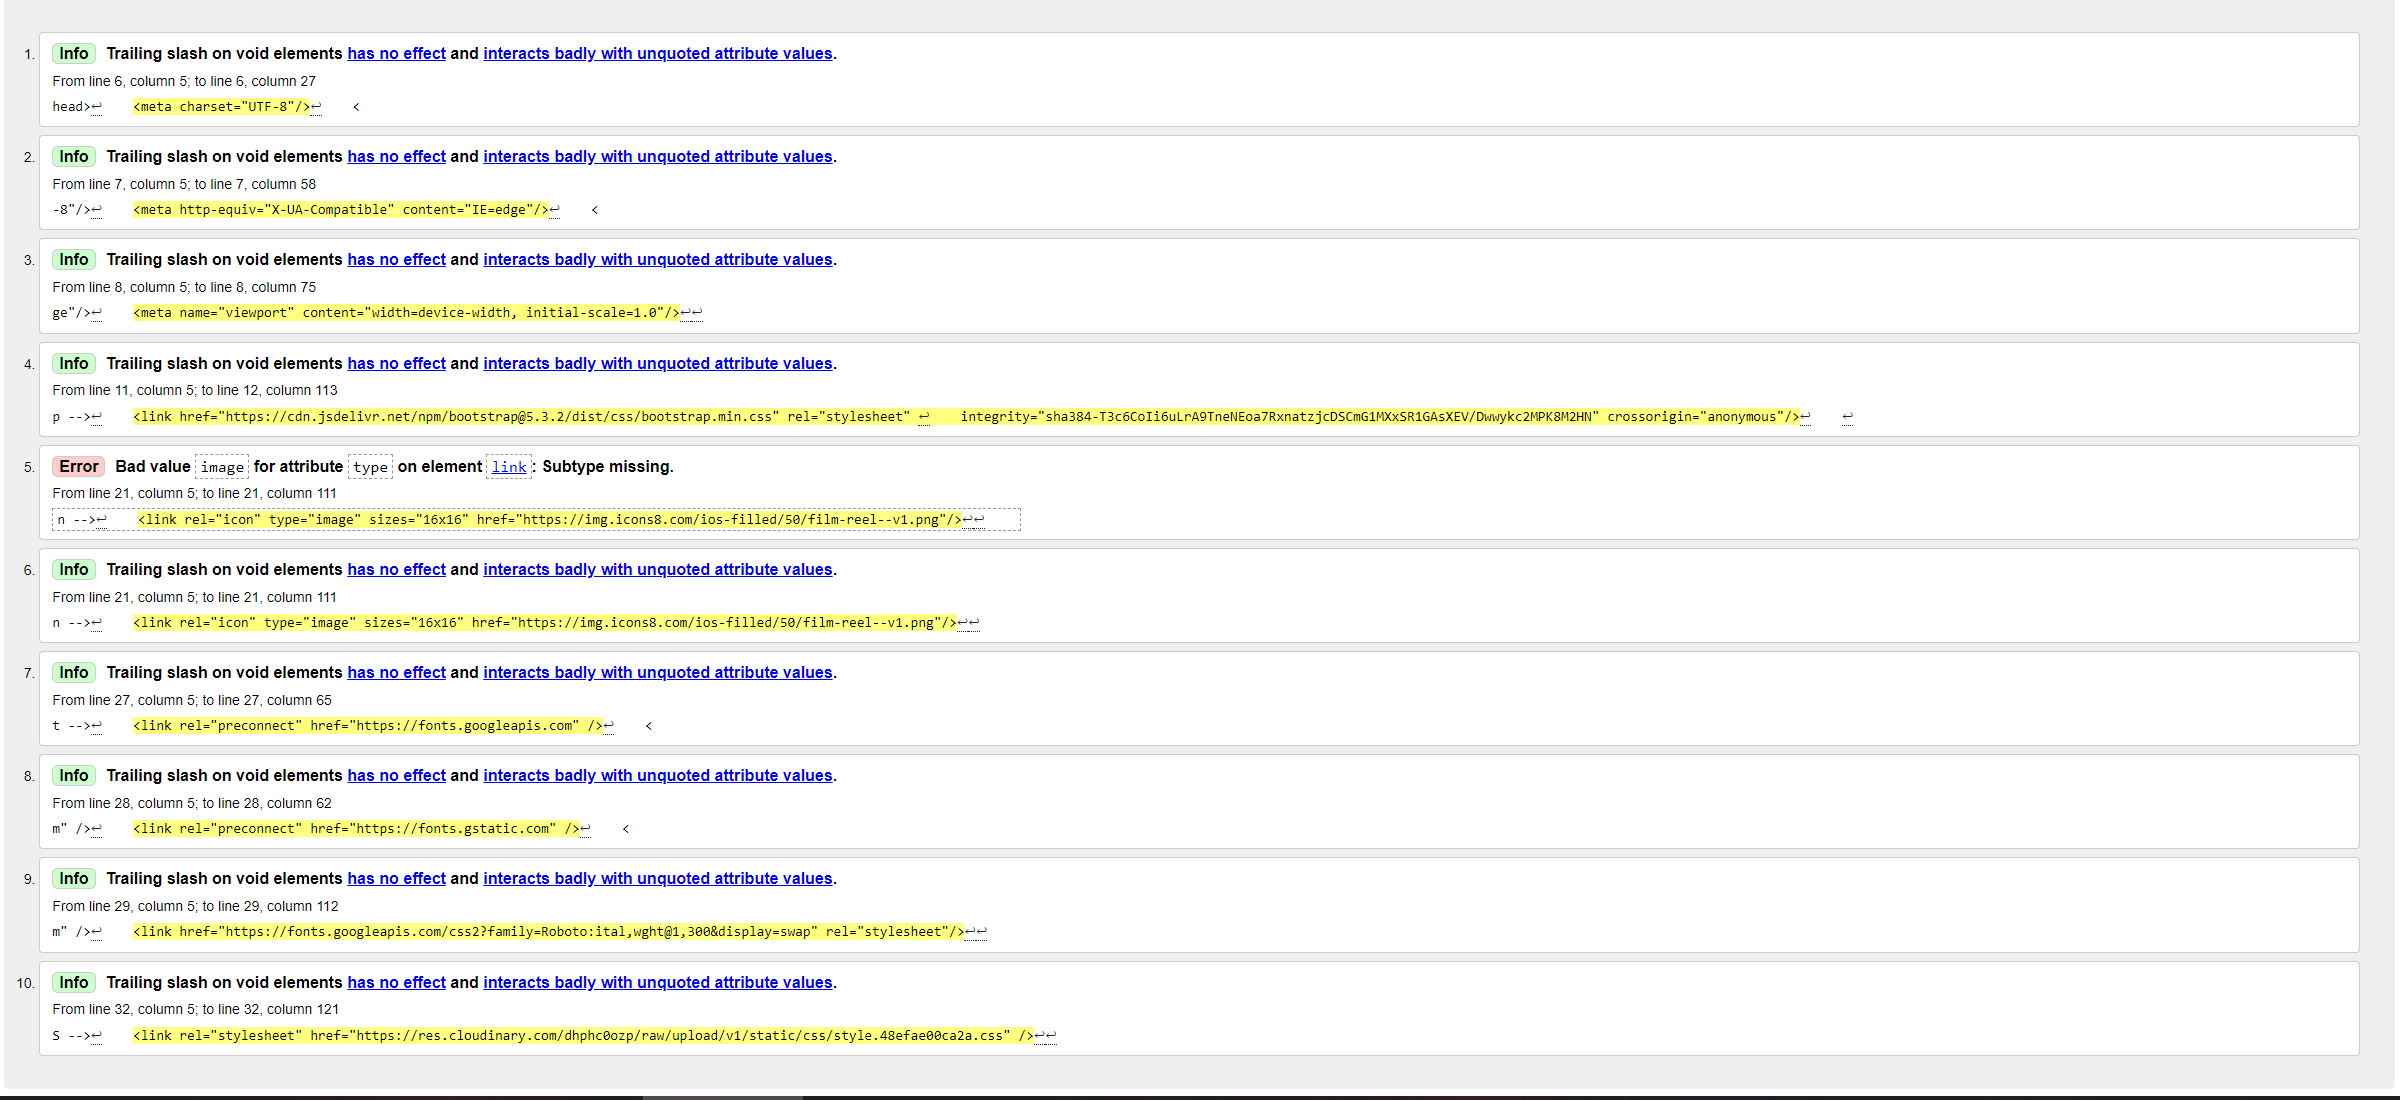 1. Info Trailing slash on void elements has no effect and interacts badly with unquoted attribute values.
From line 6, column 5; to line 6, column 27
head>↩ <meta charset="UTF-8"/>↩ <
2. Info Trailing slash on void elements has no effect and interacts badly with unquoted attribute values.
From line 7, column 5; to line 7, column 58
-8"/>↩ <meta http-equiv="X-UA-Compatible" content="IE=edge"/>↩ <
3. Info Trailing slash on void elements has no effect and interacts badly with unquoted attribute values.
From line 8, column 5; to line 8, column 75
ge"/>↩ <meta name="viewport" content="width=device-width, initial-scale=1.0"/>↩↩
4. Info Trailing slash on void elements has no effect and interacts badly with unquoted attribute values.
From line 11, column 5; to line 12, column 113
p -->↩ <link href="https://cdn.jsdelivr.net/npm/bootstrap@5.3.2/dist/css/bootstrap.min.css" rel="stylesheet" ↩ integrity="sha384-T3c6CoIi6uLrA9TneNEoa7RxnatzjcDSCmG1MXxSR1GAsXEV/Dwwykc2MPK8M2HN" crossorigin="anonymous"/>↩ ↩
5. Error Bad value image for attribute type on element link: Subtype missing.
From line 21, column 5; to line 21, column 111
n -->↩ <link rel="icon" type="image" sizes="16x16" href="https://img.icons8.com/ios-filled/50/film-reel--v1.png"/>↩↩
6. Info Trailing slash on void elements has no effect and interacts badly with unquoted attribute values.
From line 21, column 5; to line 21, column 111
n -->↩ <link rel="icon" type="image" sizes="16x16" href="https://img.icons8.com/ios-filled/50/film-reel--v1.png"/>↩↩
7. Info Trailing slash on void elements has no effect and interacts badly with unquoted attribute values.
From line 27, column 5; to line 27, column 65
t -->↩ <link rel="preconnect" href="https://fonts.googleapis.com" />↩ <
8. Info Trailing slash on void elements has no effect and interacts badly with unquoted attribute values.
From line 28, column 5; to line 28, column 62
m" />↩ <link rel="preconnect" href="https://fonts.gstatic.com" />↩ <
9. Info Trailing slash on void elements has no effect and interacts badly with unquoted attribute values.
From line 29, column 5; to line 29, column 112
m" />↩ <link href="https://fonts.googleapis.com/css2?family=Roboto:ital,wght@1,300&display=swap" rel="stylesheet"/>↩↩
10. Info Trailing slash on void elements has no effect and interacts badly with unquoted attribute values.
From line 32, column 5; to line 32, column 121
S -->↩ <link rel="stylesheet" href="https://res.cloudinary.com/dhphc0ozp/raw/upload/v1/static/css/style.48efae00ca2a.css" />↩↩